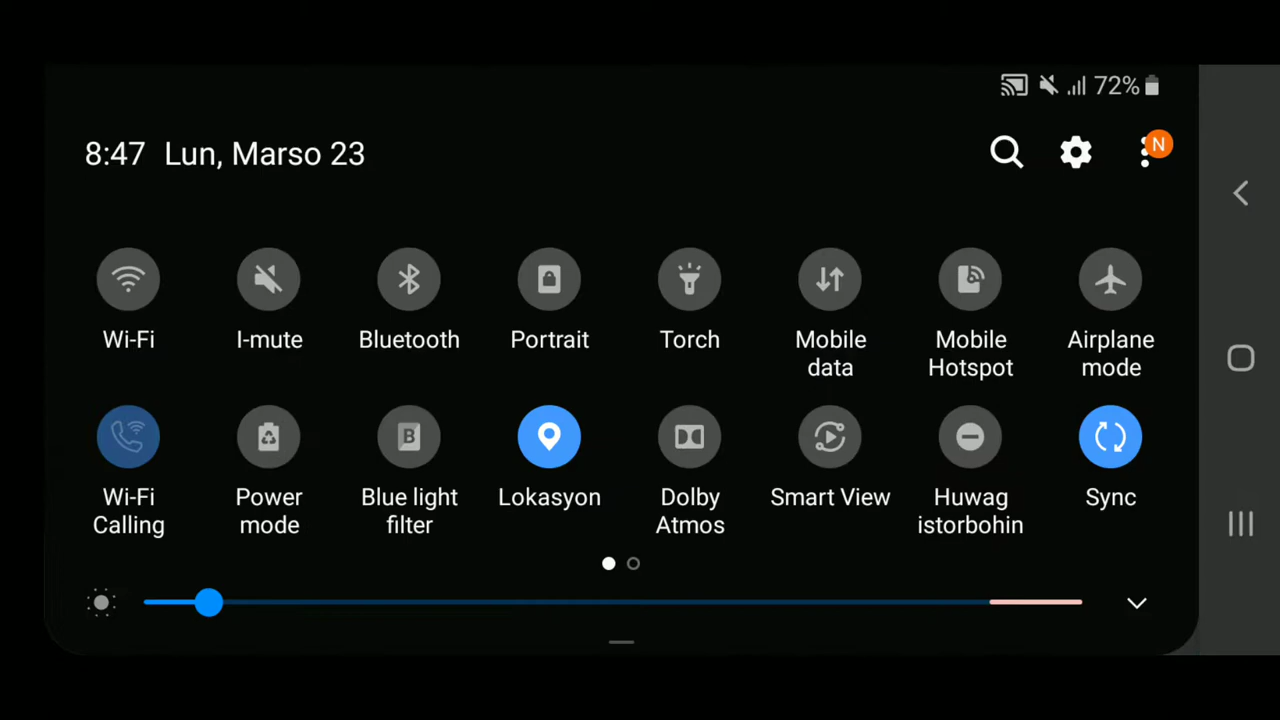 72%
8:47 Lun, Marso 23
N
Wi-Fi
I-mute
Bluetooth
Portrait
Torch
Mobile
data
Mobile
Hotspot
Airplane
mode
Wi-Fi
Calling
Power
mode
B
Blue light
filter
Lokasyon
Dolby
Atmos
Smart View
Huwag
istorbohin
Sync